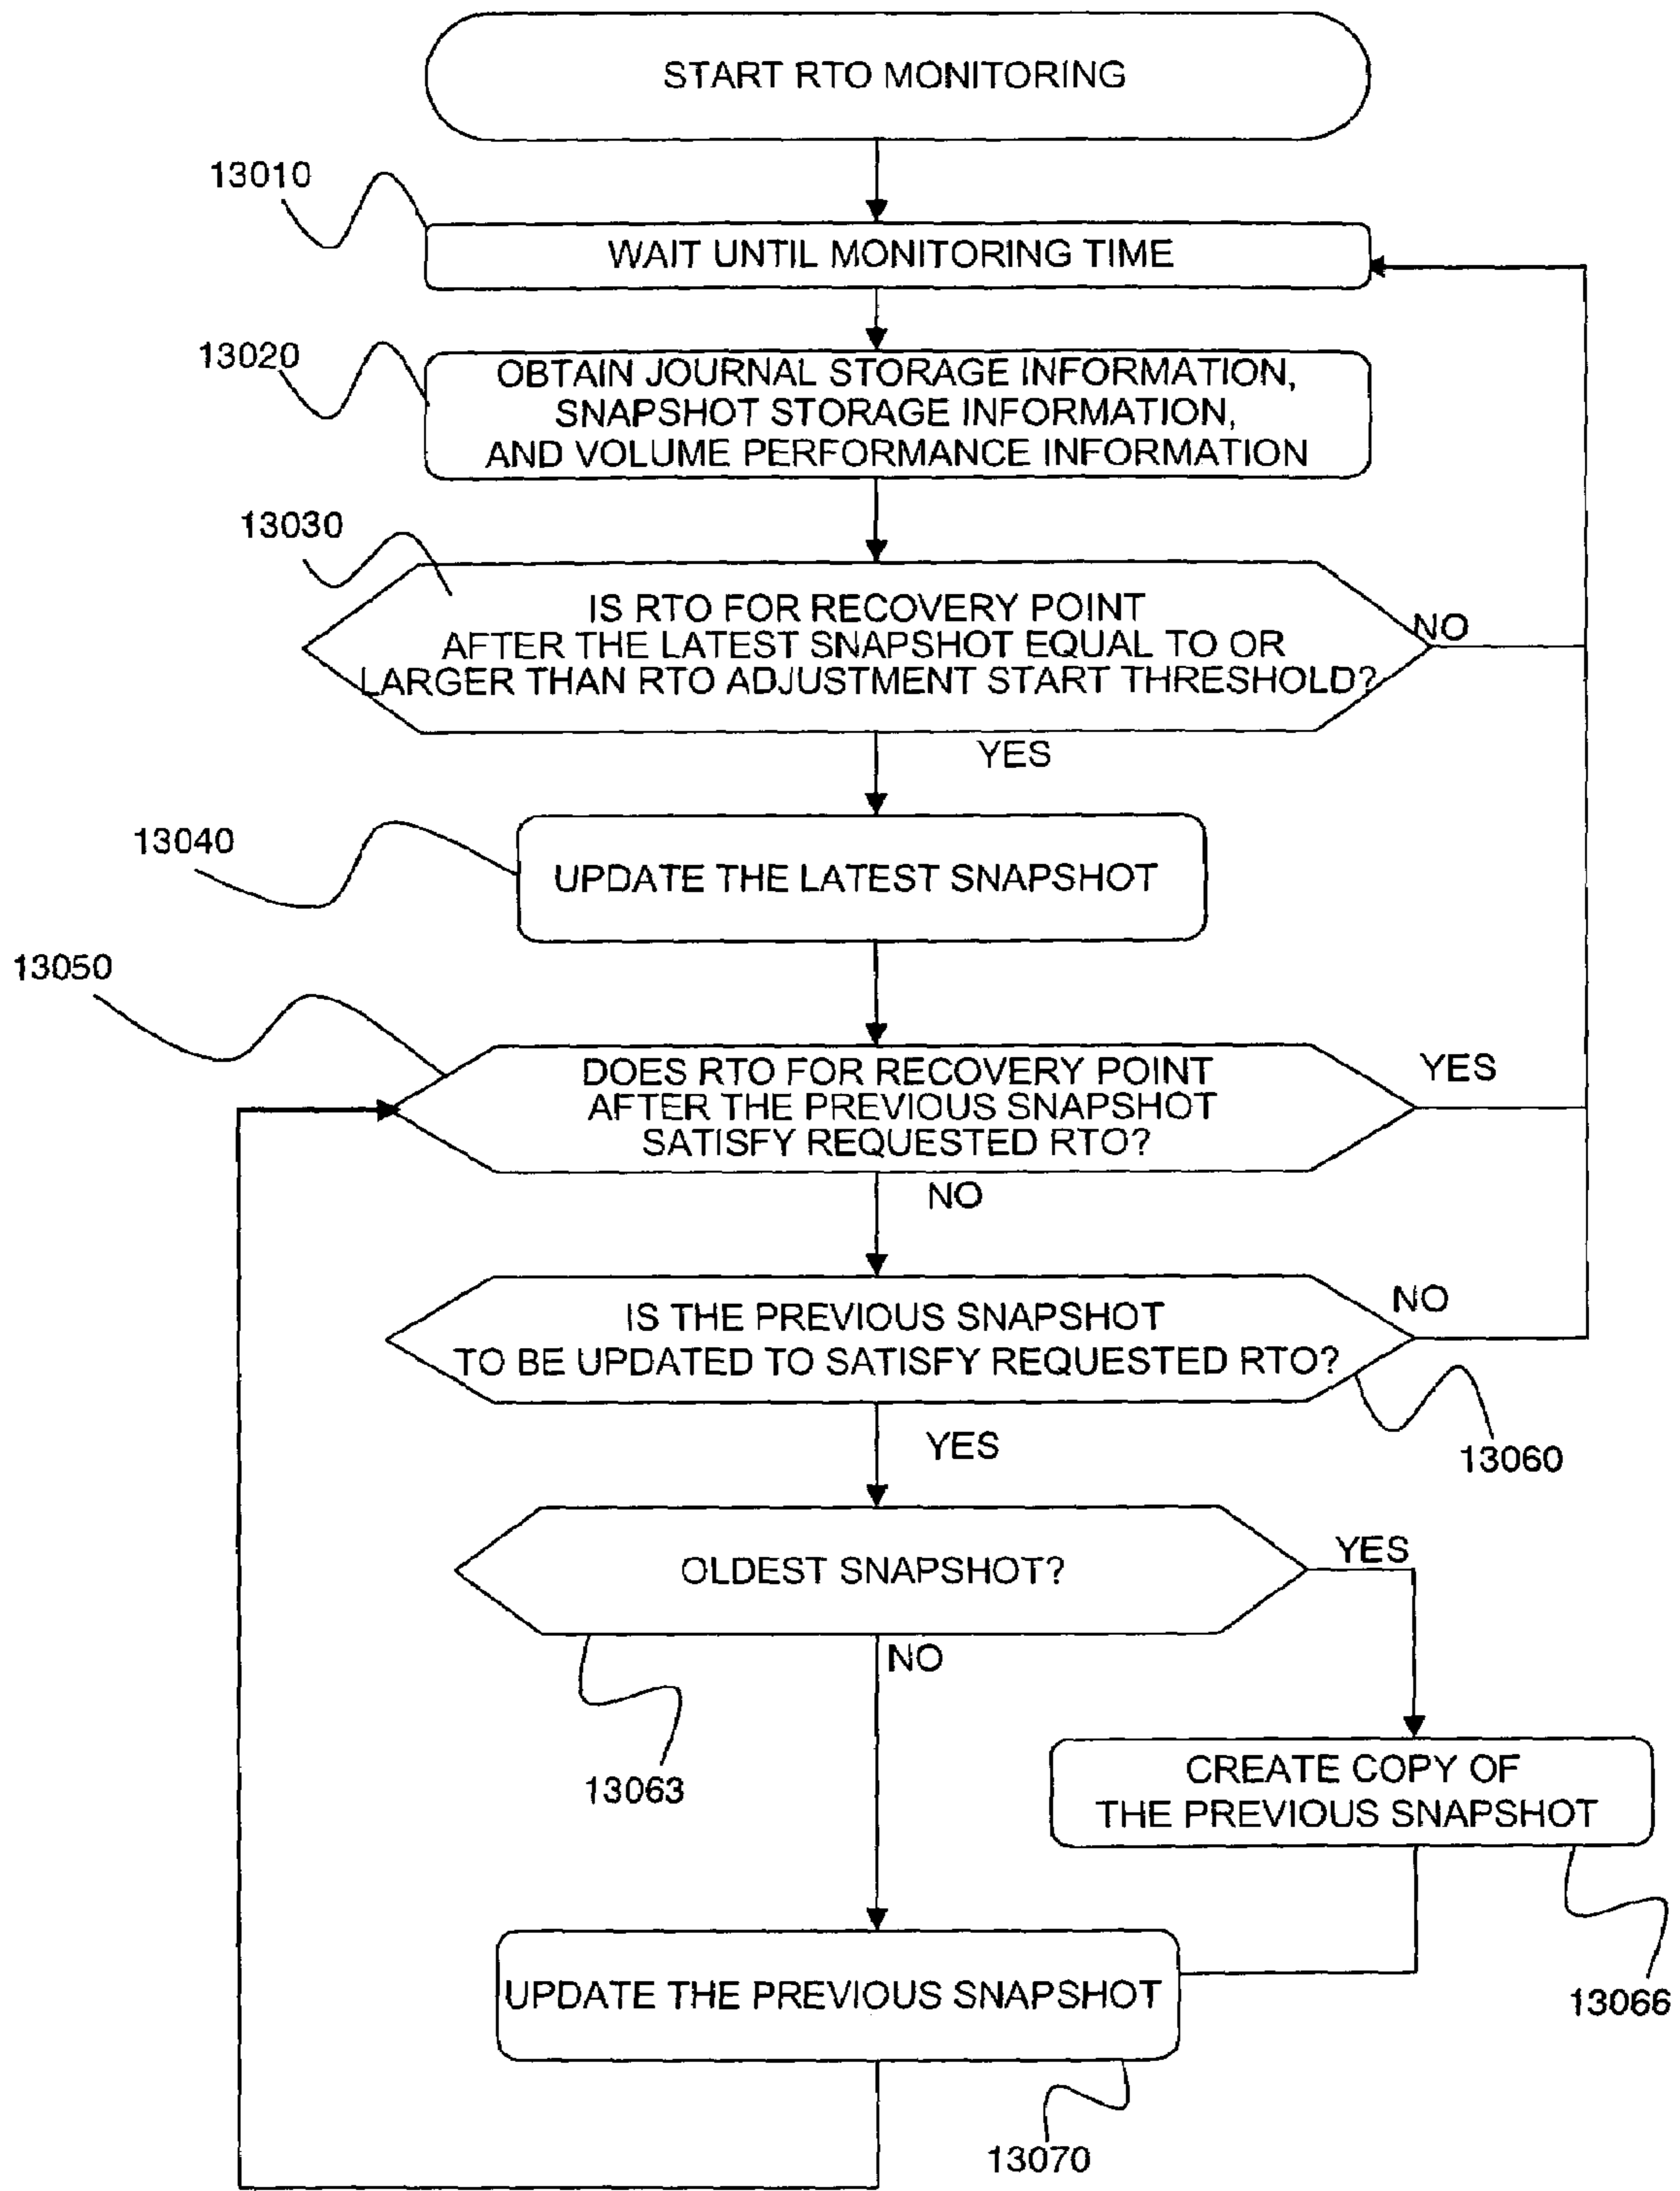 START RTO MONITORING
13010
WAIT UNTIL MONITORING TIME
13020
OBTAIN JOURNAL STORAGE INFORMATION,
SNAPSHOT STORAGE INFORMATION,
AND VOLUME PERFORMANCE INFORMATION
13030
IS RTO FOR RECOVERY POINT
AFTER THE LATEST SNAPSHOT EQUAL TO OR
LARGER THAN RTO ADJUSTMENT START THRESHOLD?
NO
YES
13040
UPDATE THE LATEST SNAPSHOT
13050
DOES RTO FOR RECOVERY POINT
AFTER THE PREVIOUS SNAPSHOT
SATISFY REQUESTED RTO?
YES
NO
IS THE PREVIOUS SNAPSHOT
TO BE UPDATED TO SATISFY REQUESTED RTO?
NO
YES
13060
OLDEST SNAPSHOT?
YES
NO
13063
CREATE COPY OF
THE PREVIOUS SNAPSHOT
UPDATE THE PREVIOUS SNAPSHOT
13066
13070